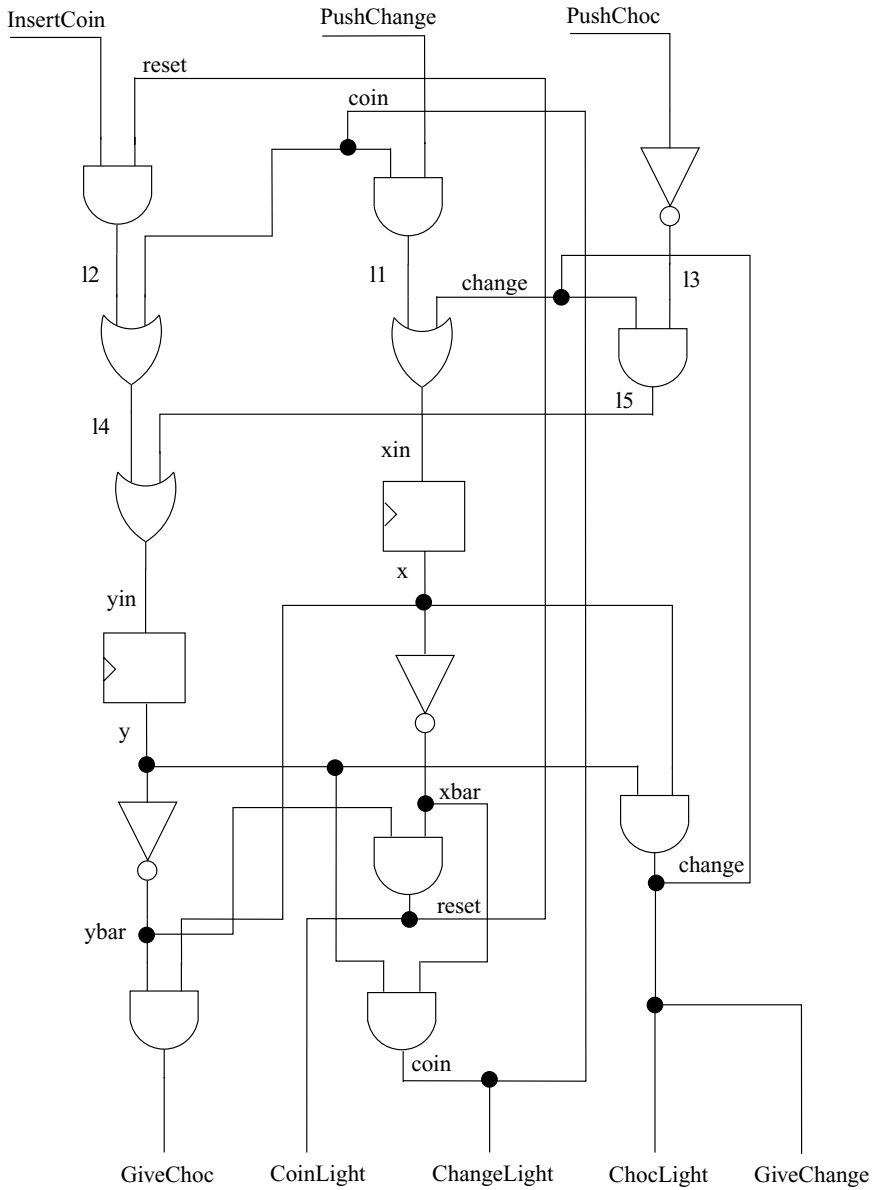 InsertCoin
PushChange
PushChoc
reset
coin
l2
l1
change
l3
l5
l4
xin
x
yin
y
xbar
change
reset
ybar
coin
GiveChoc
CoinLight
ChangeLight
ChocLight
GiveChange